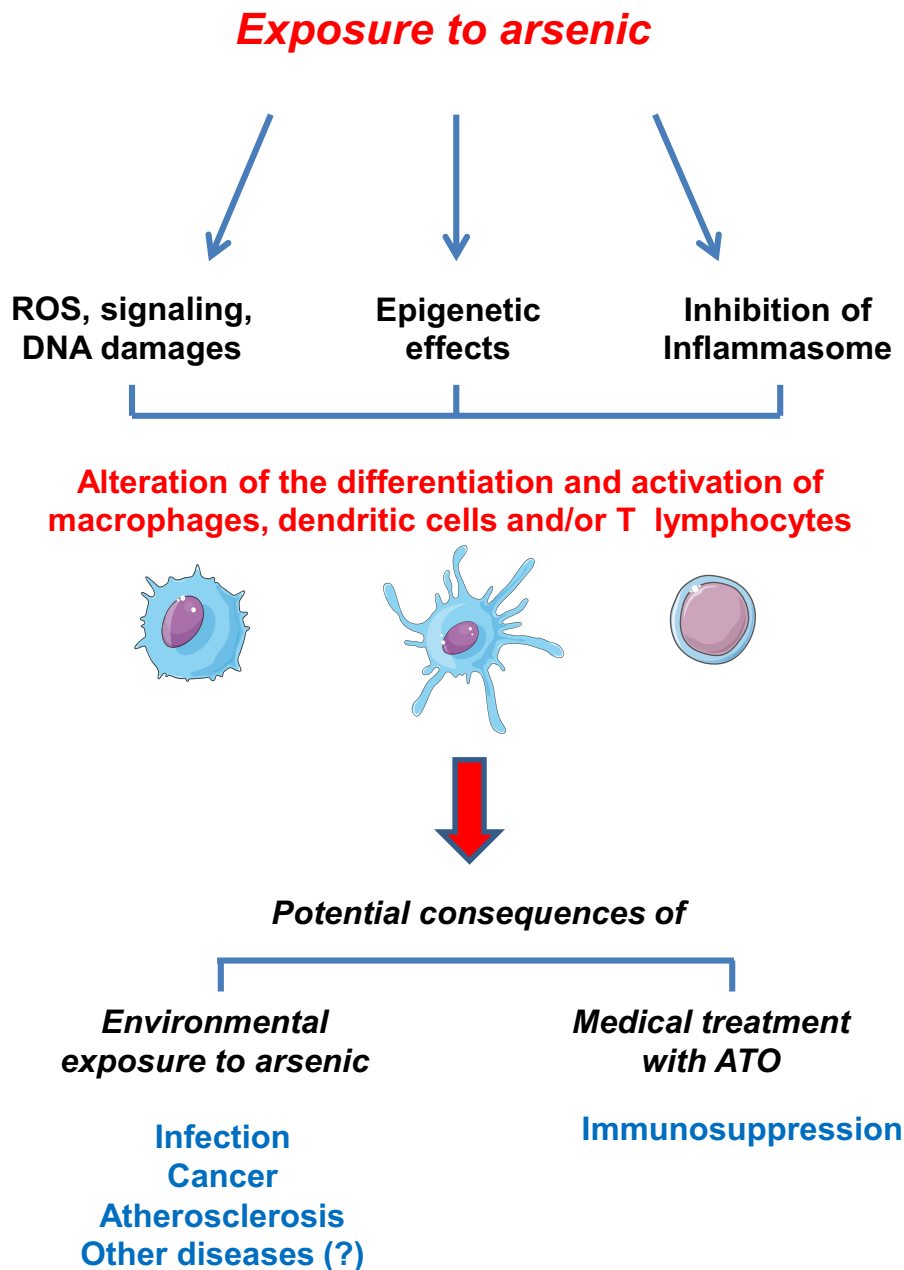 Exposure to arsenic
ROS, signaling,
DNA damages
Epigenetic
effects
Inhibition of
Inflammasome
Alteration of the differentiation and activation of
macrophages, dendritic cells and/or T lymphocytes
Potential consequences of
Environmental
exposure to arsenic
Infection
Cancer
Atherosclerosis
Other diseases (?)
Medical treatment
with ATO
Immunosuppression